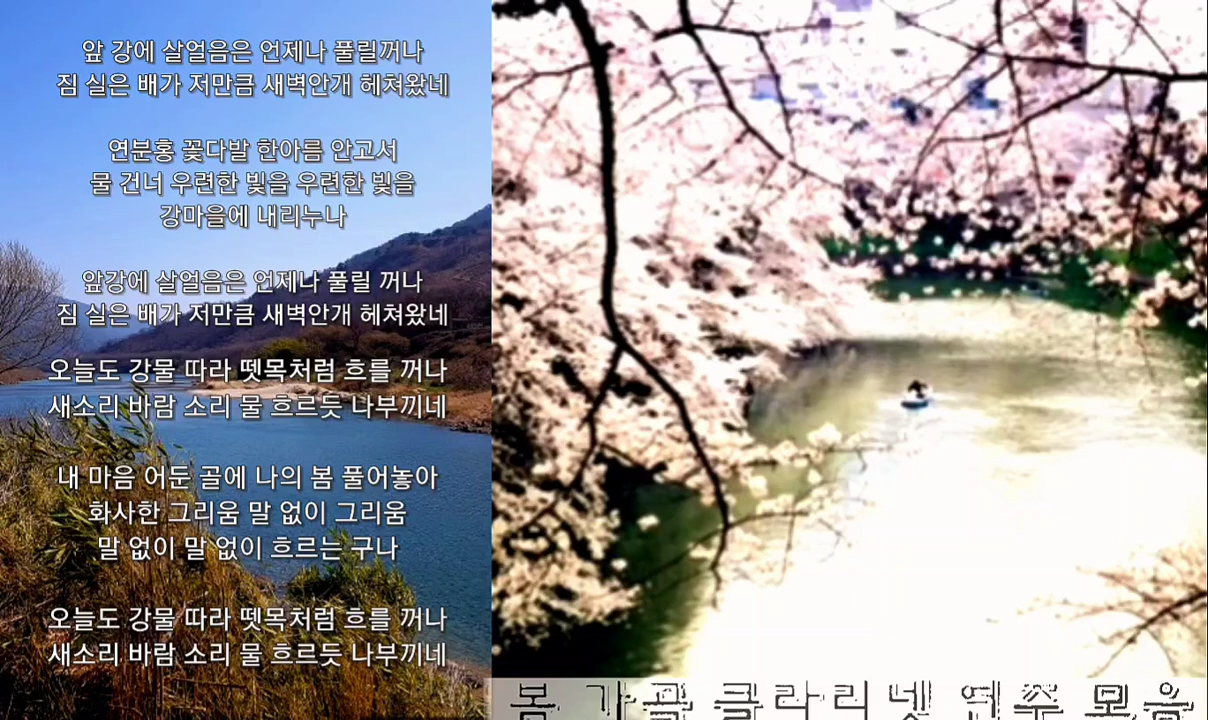 앞 강에 살얼음은 언제나 풀릴꺼나
짐 실은 배가 저만큼 새벽안개 헤쳐왔네
연분홍 꽃다발 한아름 안고서
물 건너 우련한 빛을 우련한 빛을
강마을에 내리누나
앞강에 살얼음은 언제나 풀릴 꺼나
짐 실은 배가 저만큼 새벽안개 헤쳐왔네
오늘도 강물 따라 뗏목처럼 흐를 꺼나
새소리 바람 소리 물 흐르듯 나부끼네
내 마음 어둔 골에 나의 봄 풀어놓아
화사한 그리움 말 없이 그리움
말 없이 말 없이 흐르는 구나
오늘도 강물 따라 뗏목처럼 흐를 꺼나
새소리 바람 소리 물 흐르듯 나부끼네
봄 가곡 클라리넷 연주 모음